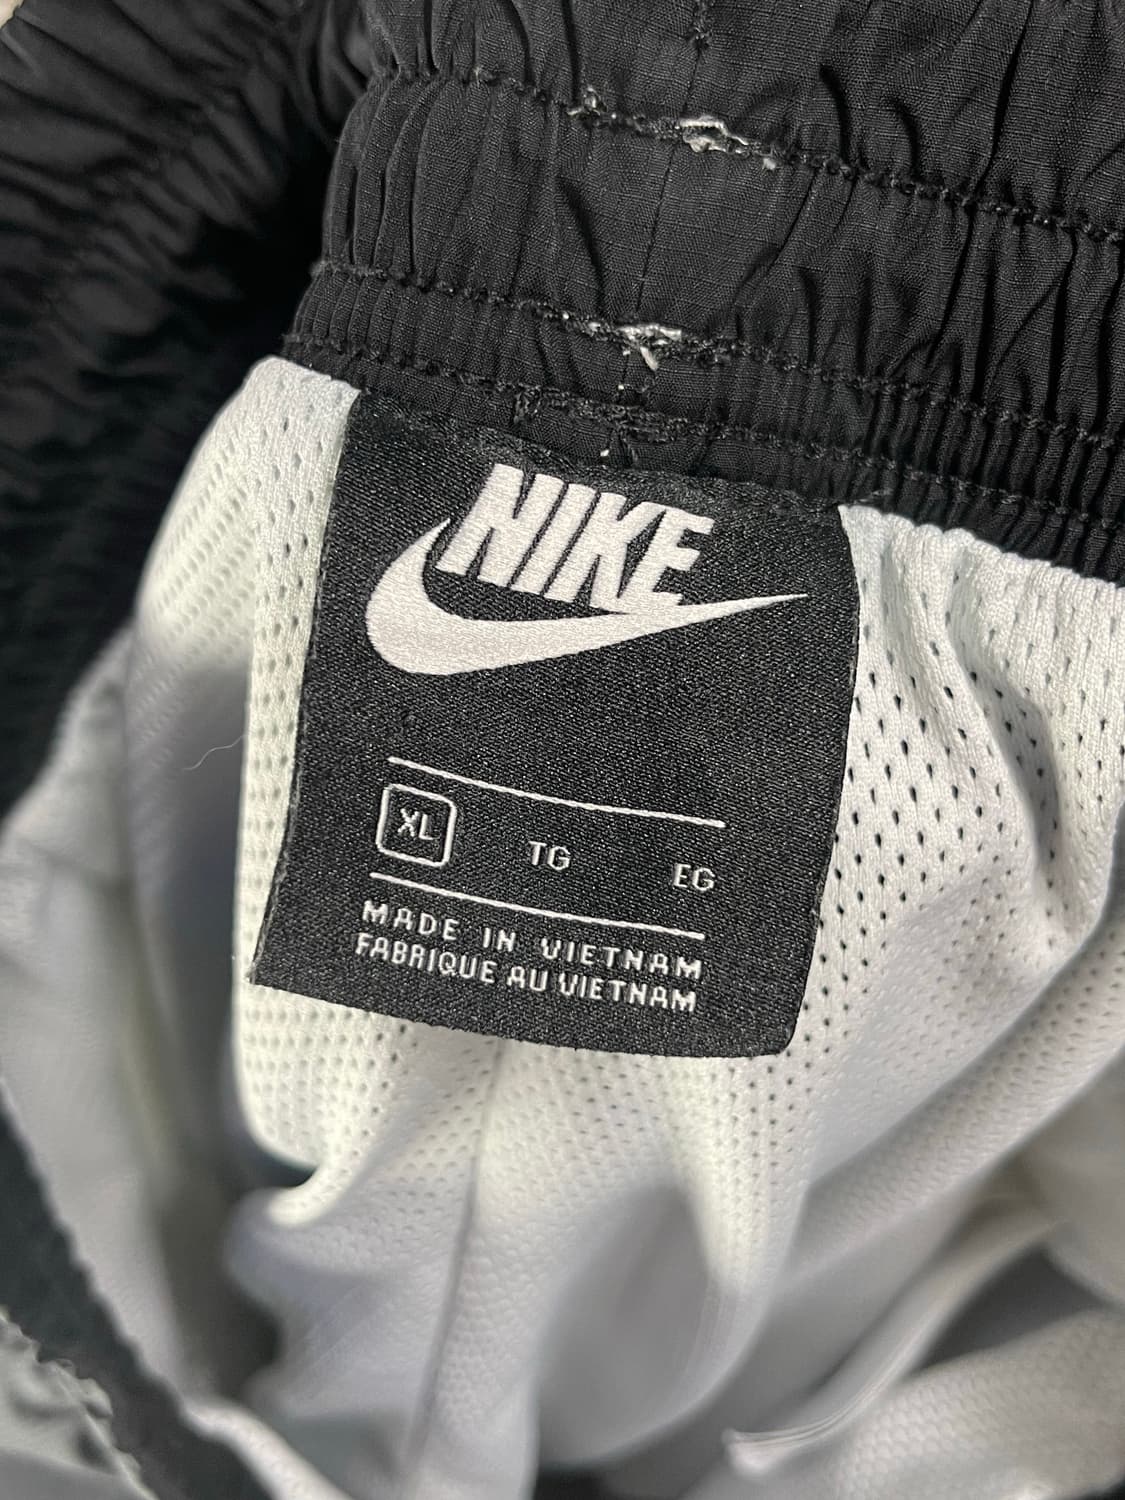 NIKE
XL TG EG
MADE IN VIETNAM
FABRIQUE AU VIETNAM